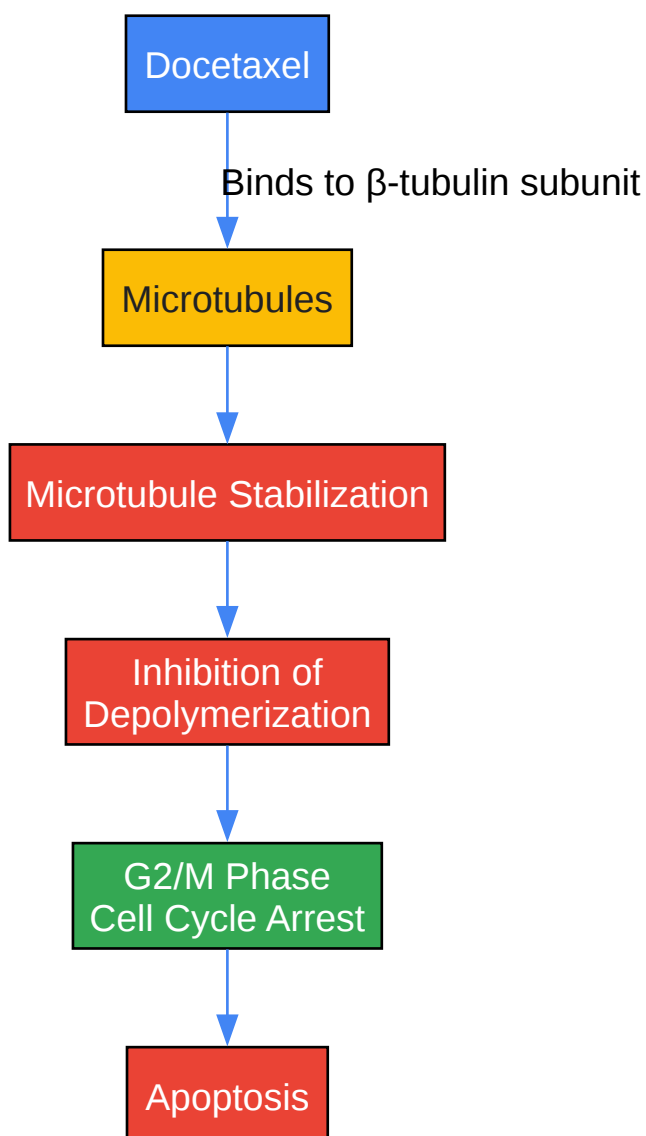 Docetaxel
Binds to β-tubulin subunit
Microtubules
Microtubule Stabilization
Inhibition of
Depolymerization
G2/M Phase
Cell Cycle Arrest
Apoptosis